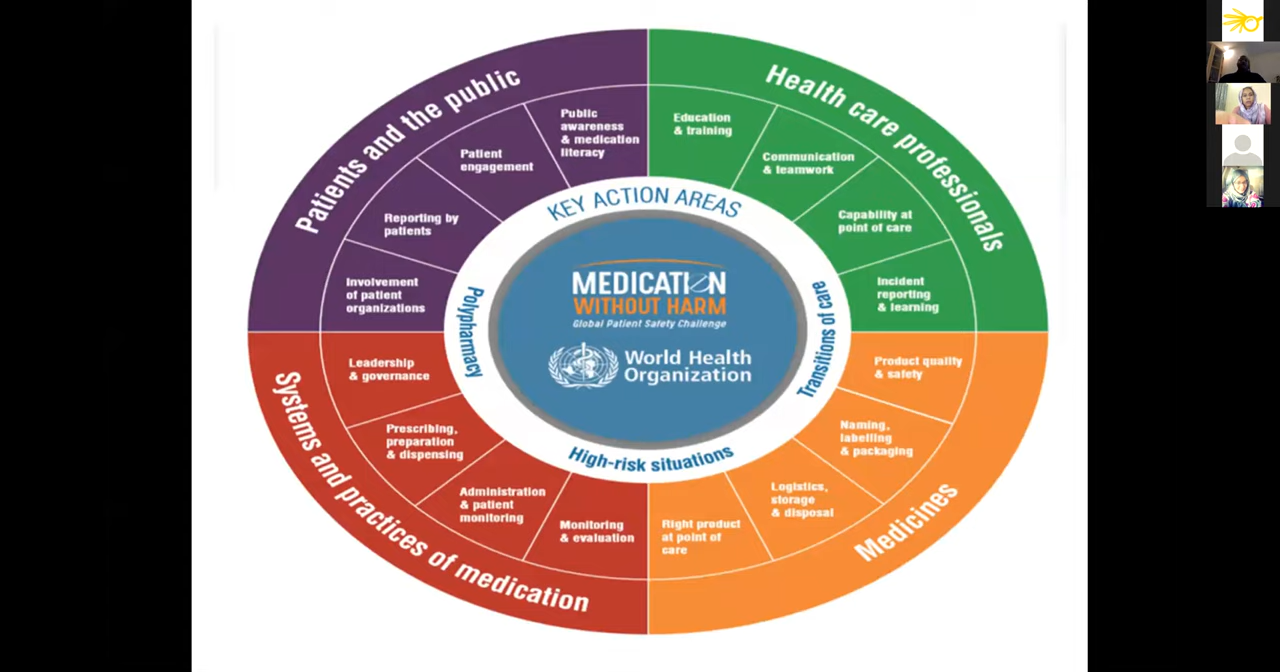 Patients and the public
Public
awareness
& medication
literacy
Patient
engagement
Reporting by
patients
Involvement
of patient
organizations
Health care professionals
Education
& training
Communication
& teamwork
Capability at
point of care
Incident
reporting
& learning
KEY ACTION AREAS
Polypharmacy
Transitions of care
High-risk situations
MEDICATION
WITHOUT HARM
Global Patient Safety Challenge
World Health
Organization
Systems and practices of medication
Leadership
& governance
Prescribing,
preparation
& dispensing
Administration
& patient
monitoring
Monitoring
& evaluation
Medicines
Product quality
& safety
Naming,
labelling
& packaging
Logistics,
storage
& disposal
Right product
at point of
care